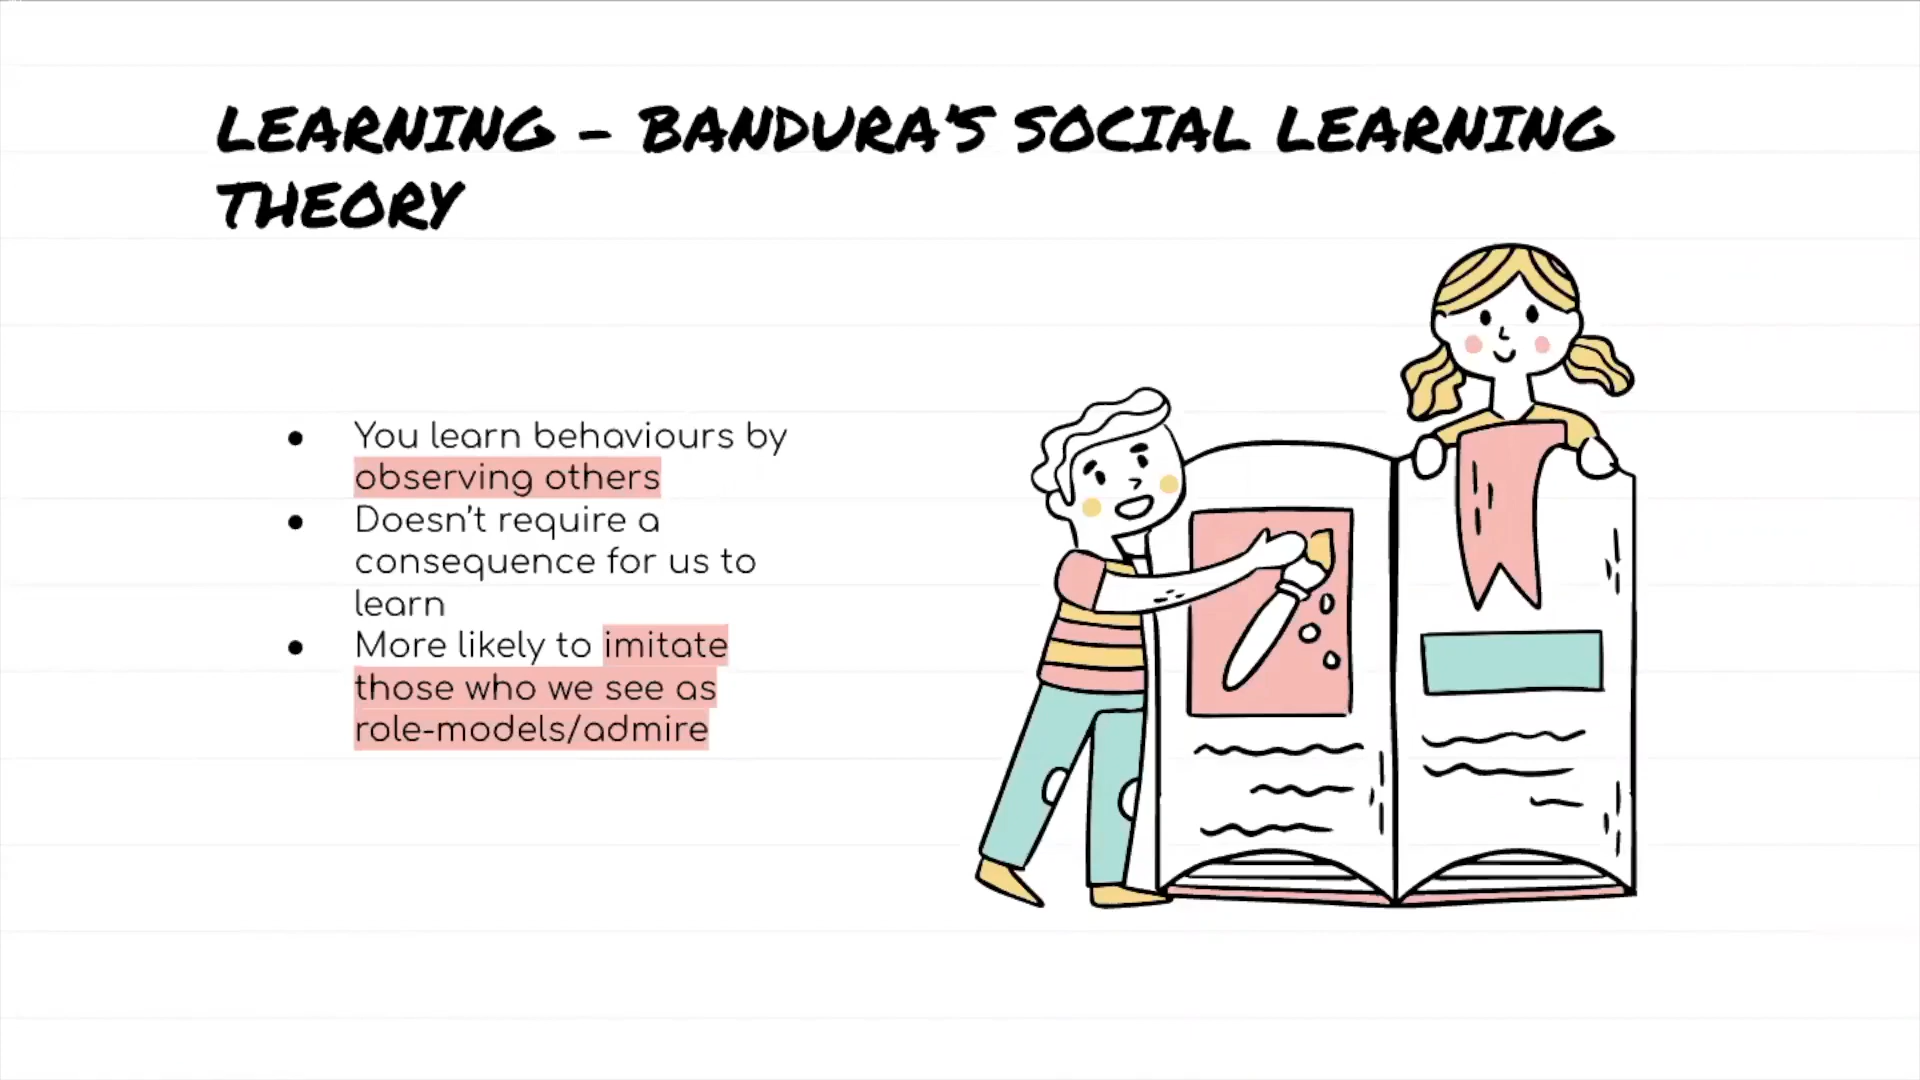 LEARNING - BANDURA'S SOCIAL LEARNING
THEORY
● You learn behaviours by
observing others
● Doesn't require a
consequence for us to
learn
● More likely to imitate
those who we see as
role-models/admire